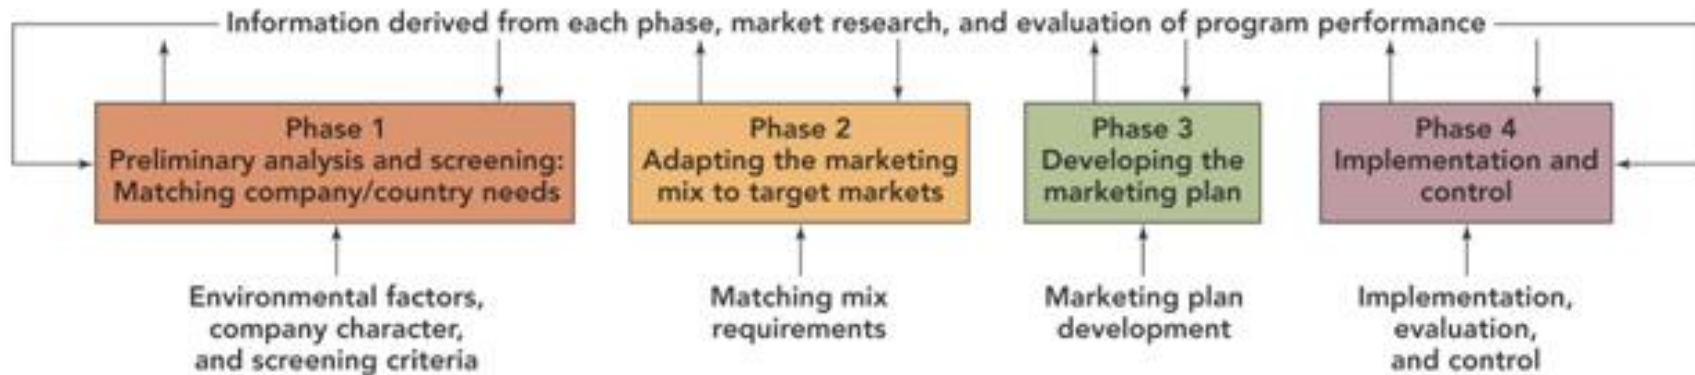 Information derived from each phase, market research, and evaluation of program performance
Phase 1
Preliminary analysis and screening:
Matching company/country needs
Phase 2
Adapting the marketing
mix to target markets
Phase 3
Developing the
marketing plan
Phase 4
Implementation and
control
Environmental factors,
company character,
and screening criteria
Matching mix
requirements
Marketing plan
development
Implementation,
evaluation,
and control